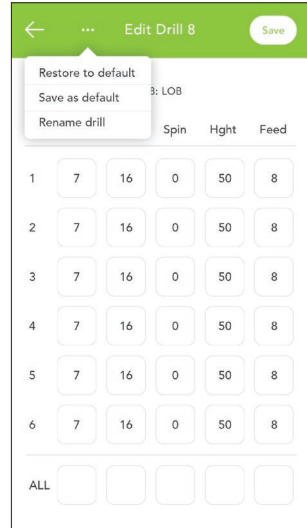 ← ··· Edit Drill 8 Save
Restore to default
Save as default
Rename drill
8: LOB
Spin Hght Feed
1 7 16 0 50 8
2 7 16 0 50 8
3 7 16 0 50 8
4 7 16 0 50 8
5 7 16 0 50 8
6 7 16 0 50 8
ALL